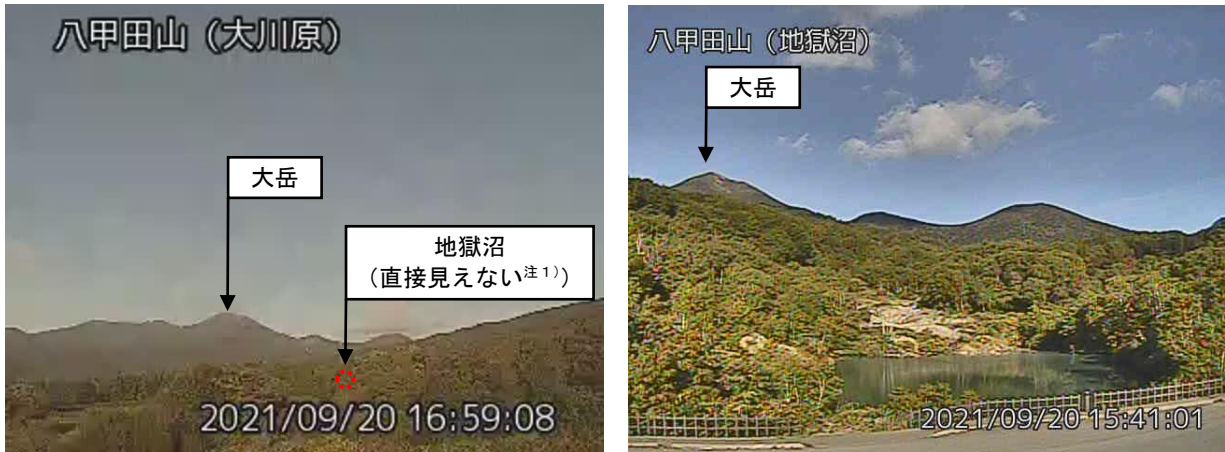 八甲田山（大川原）
大岳
地獄沼
（直接見えない注１））
2021/09/20 16:59:08
八甲田山（地獄沼）
大岳
2021/09/20 15:41:01